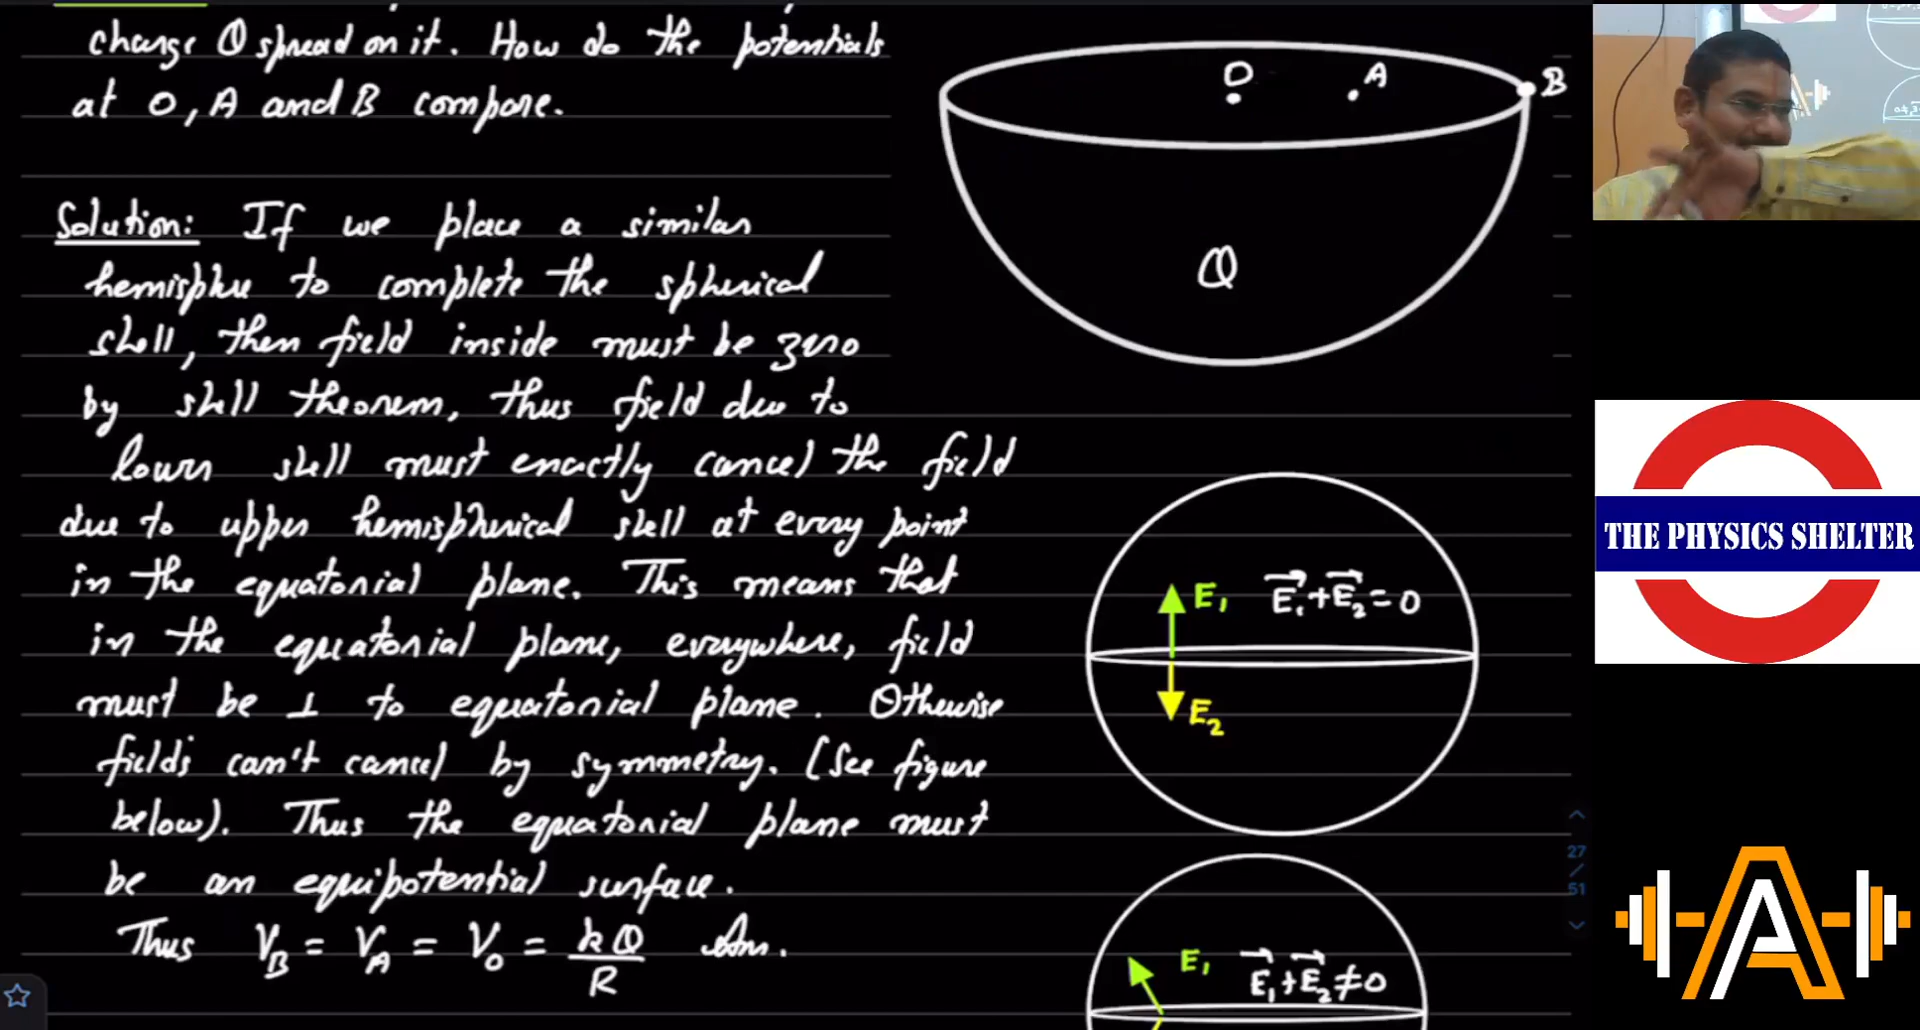 charge Q spread on it. How do the potentials
at O, A and B compare.
Solution: If we place a similar
hemisphre to complete the spherical
shell, then field inside must be zero
by shell theorem, thus field due to
lower shell must exactly cancel the field
due to upper hemispherical shell at every point
in the equatorial plane. This means that
in the equatorial plane, everywhere, field
must be ⊥ to equatorial plane. Otherwise
fields can't cancel by symmetry. (See figure
below). Thus the equatorial plane must
be an equipotential surface.
Thus V_B = V_A = V_O = kQ/R Ans.
O
A
B
Q
E₁
E₁ + E₂ = 0
E₂
E₁
E₁ + E₂ ≠ 0
27
/
51
THE PHYSICS SHELTER
A